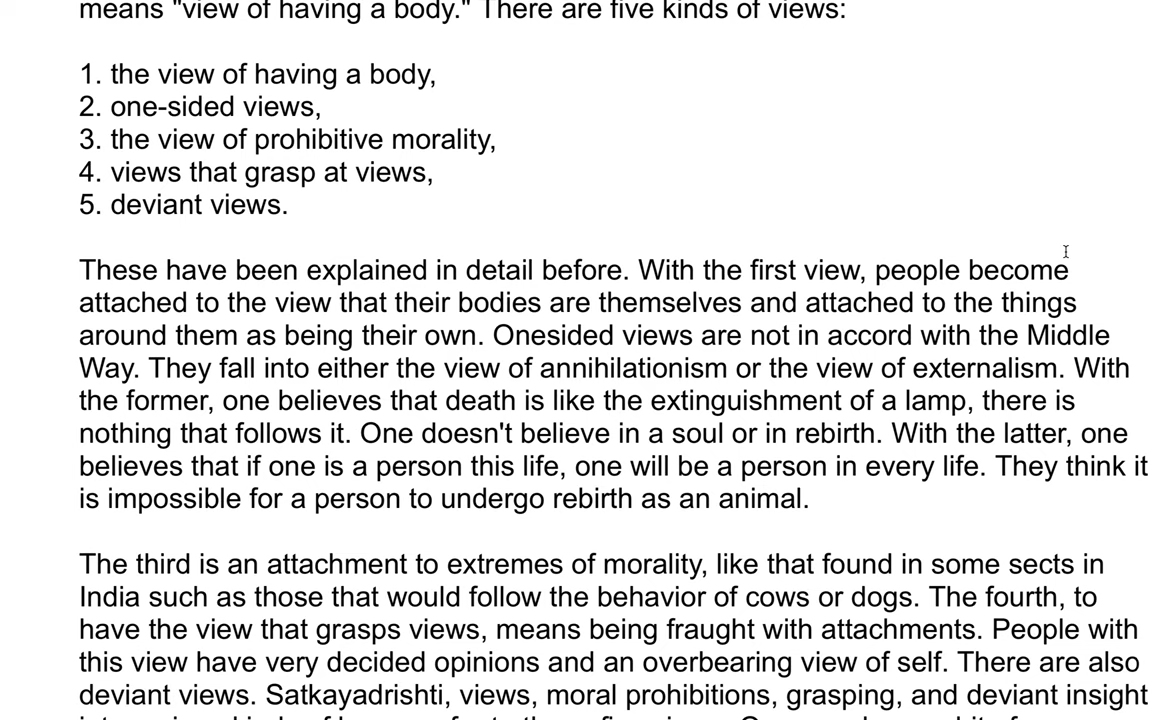 means "view of having a body." There are five kinds of views:
1. the view of having a body,
2. one-sided views,
3. the view of prohibitive morality,
4. views that grasp at views,
5. deviant views.
These have been explained in detail before. With the first view, people become
attached to the view that their bodies are themselves and attached to the things
around them as being their own. Onesided views are not in accord with the Middle
Way. They fall into either the view of annihilationism or the view of externalism. With
the former, one believes that death is like the extinguishment of a lamp, there is
nothing that follows it. One doesn't believe in a soul or in rebirth. With the latter, one
believes that if one is a person this life, one will be a person in every life. They think it
is impossible for a person to undergo rebirth as an animal.
The third is an attachment to extremes of morality, like that found in some sects in
India such as those that would follow the behavior of cows or dogs. The fourth, to
have the view that grasps views, means being fraught with attachments. People with
this view have very decided opinions and an overbearing view of self. There are also
deviant views. Satkayadrishti, views, moral prohibitions, grasping, and deviant insight